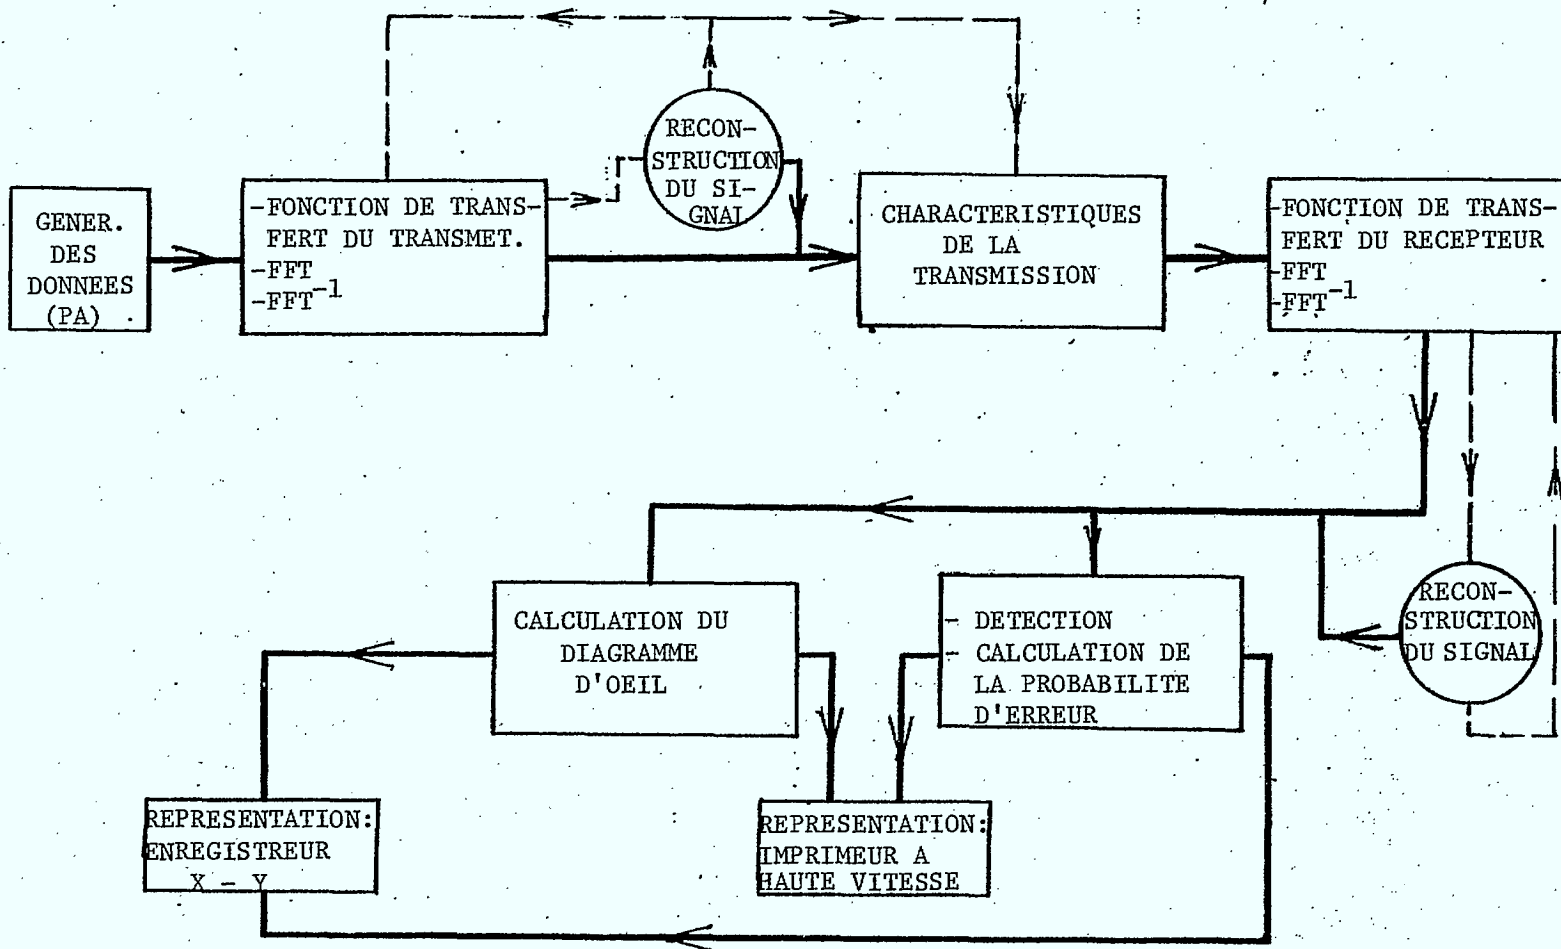 RECON-
STRUCTION
DU SI-
GNAL
GENER.
DES
DONNEES
(PA)
-FONCTION DE TRANS-
FERT DU TRANSMET.
-FFT
-FFT-1
CHARACTERISTIQUES
DE LA
TRANSMISSION
-FONCTION DE TRANS-
FERT DU RECEPTEUR
-FFT
-FFT-1
CALCULATION DU
DIAGRAMME
D'OEIL
- DETECTION
- CALCULATION DE
LA PROBABILITE
D'ERREUR
RECON-
STRUCTION
DU SIGNAL
REPRESENTATION:
ENREGISTREUR
X - Y
REPRESENTATION:
IMPRIMEUR A
HAUTE VITESSE